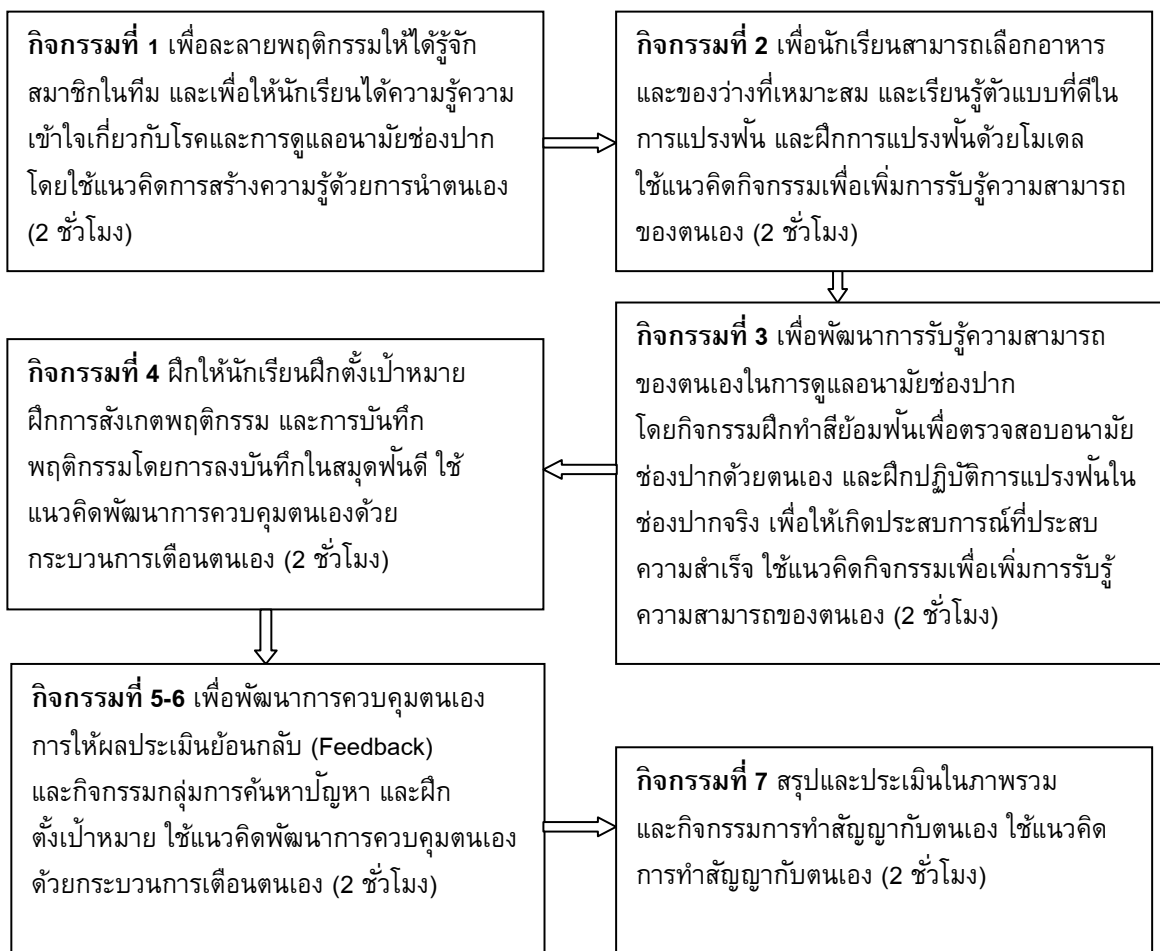 กิจกรรมที่ 1 เพื่อละลายพฤติกรรมให้ได้รู้จัก
สมาชิกในทีม และเพื่อให้นักเรียนได้ความรู้ความ
เข้าใจเกี่ยวกับโรคและการดูแลอนามัยช่องปาก
โดยใช้แนวคิดการสร้างความรู้ด้วยการนำตนเอง
(2 ชั่วโมง)
กิจกรรมที่ 2 เพื่อนักเรียนสามารถเลือกอาหาร
และของว่างที่เหมาะสม และเรียนรู้ตัวแบบที่ดีใน
การแปรงฟัน และฝึกการแปรงฟันด้วยโมเดล
ใช้แนวคิดกิจกรรมเพื่อเพิ่มการรับรู้ความสามารถ
ของตนเอง (2 ชั่วโมง)
กิจกรรมที่ 3 เพื่อพัฒนาการรับรู้ความสามารถ
ของตนเองในการดูแลอนามัยช่องปาก
โดยกิจกรรมฝึกทำสีย้อมฟันเพื่อตรวจสอบอนามัย
ช่องปากด้วยตนเอง และฝึกปฏิบัติการแปรงฟันใน
ช่องปากจริง เพื่อให้เกิดประสบการณ์ที่ประสบ
ความสำเร็จ ใช้แนวคิดกิจกรรมเพื่อเพิ่มการรับรู้
ความสามารถของตนเอง (2 ชั่วโมง)
กิจกรรมที่ 4 ฝึกให้นักเรียนฝึกตั้งเป้าหมาย
ฝึกการสังเกตพฤติกรรม และการบันทึก
พฤติกรรมโดยการลงบันทึกในสมุดฟันดี ใช้
แนวคิดพัฒนาการควบคุมตนเองด้วย
กระบวนการเตือนตนเอง (2 ชั่วโมง)
กิจกรรมที่ 5-6 เพื่อพัฒนาการควบคุมตนเอง
การให้ผลประเมินย้อนกลับ (Feedback)
และกิจกรรมกลุ่มการค้นหาปัญหา และฝึก
ตั้งเป้าหมาย ใช้แนวคิดพัฒนาการควบคุมตนเอง
ด้วยกระบวนการเตือนตนเอง (2 ชั่วโมง)
กิจกรรมที่ 7 สรุปและประเมินในภาพรวม
และกิจกรรมการทำสัญญากับตนเอง ใช้แนวคิด
การทำสัญญากับตนเอง (2 ชั่วโมง)